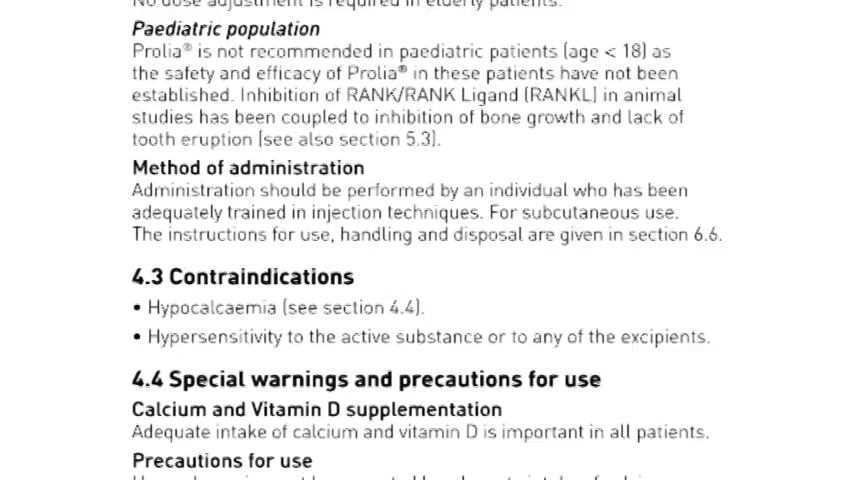 No dose adjustment is required in elderly patients.
Paediatric population
Prolia® is not recommended in paediatric patients (age < 18) as
the safety and efficacy of Prolia® in these patients have not been
established. Inhibition of RANK/RANK Ligand (RANKL) in animal
studies has been coupled to inhibition of bone growth and lack of
tooth eruption (see also section 5.3).
Method of administration
Administration should be performed by an individual who has been
adequately trained in injection techniques. For subcutaneous use.
The instructions for use, handling and disposal are given in section 6.6.
4.3 Contraindications
• Hypocalcaemia (see section 4.4).
• Hypersensitivity to the active substance or to any of the excipients.
4.4 Special warnings and precautions for use
Calcium and Vitamin D supplementation
Adequate intake of calcium and vitamin D is important in all patients.
Precautions for use